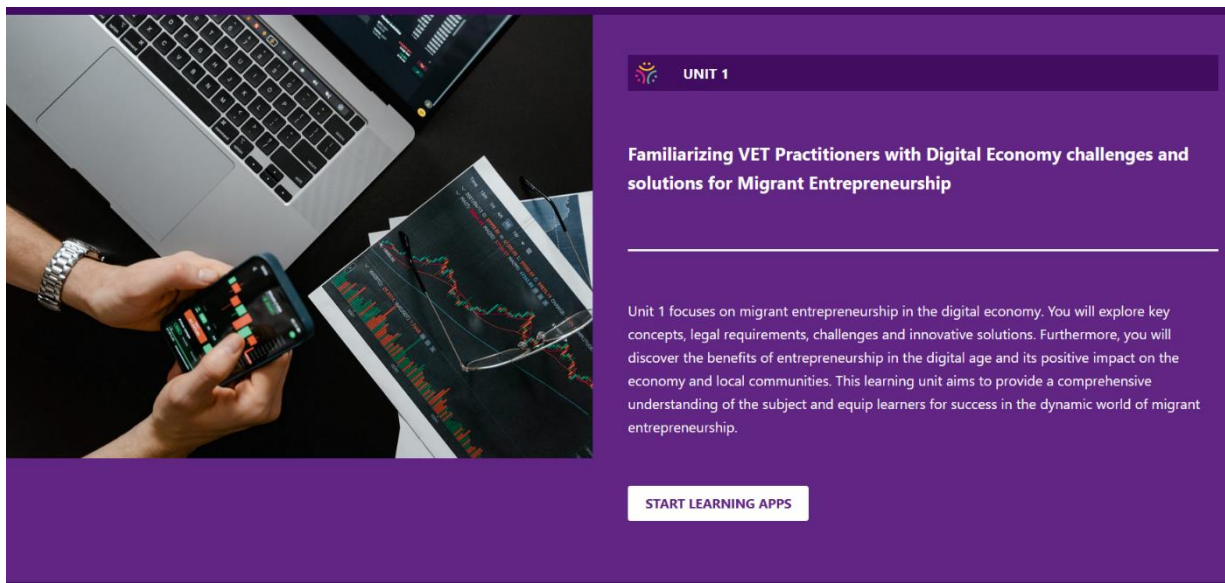 UNIT 1
Familiarizing VET Practitioners with Digital Economy challenges and
solutions for Migrant Entrepreneurship
Unit 1 focuses on migrant entrepreneurship in the digital economy. You will explore key
concepts, legal requirements, challenges and innovative solutions. Furthermore, you will
discover the benefits of entrepreneurship in the digital age and its positive impact on the
economy and local communities. This learning unit aims to provide a comprehensive
understanding of the subject and equip learners for success in the dynamic world of migrant
entrepreneurship.
START LEARNING APPS